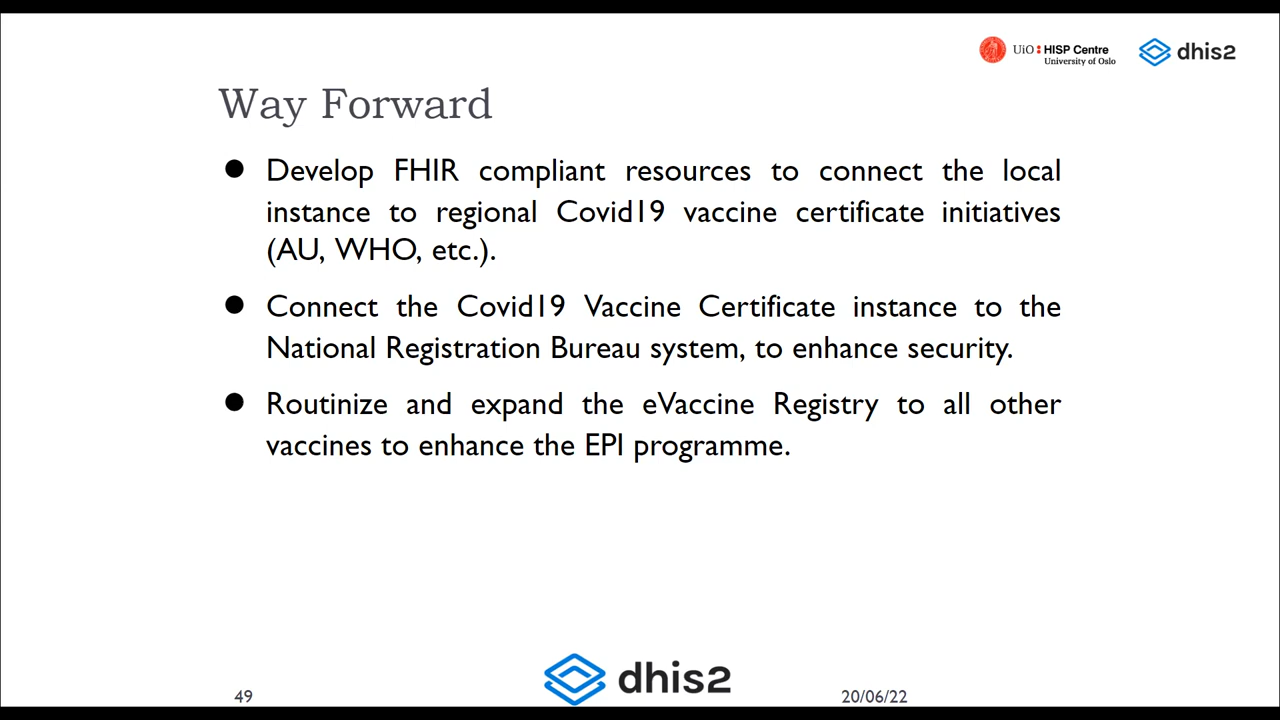 UiO : HISP Centre
University of Oslo
dhis2
Way Forward
● Develop FHIR compliant resources to connect the local
instance to regional Covid19 vaccine certificate initiatives
(AU, WHO, etc.).
● Connect the Covid19 Vaccine Certificate instance to the
National Registration Bureau system, to enhance security.
● Routinize and expand the eVaccine Registry to all other
vaccines to enhance the EPI programme.
49
dhis2
20/06/22